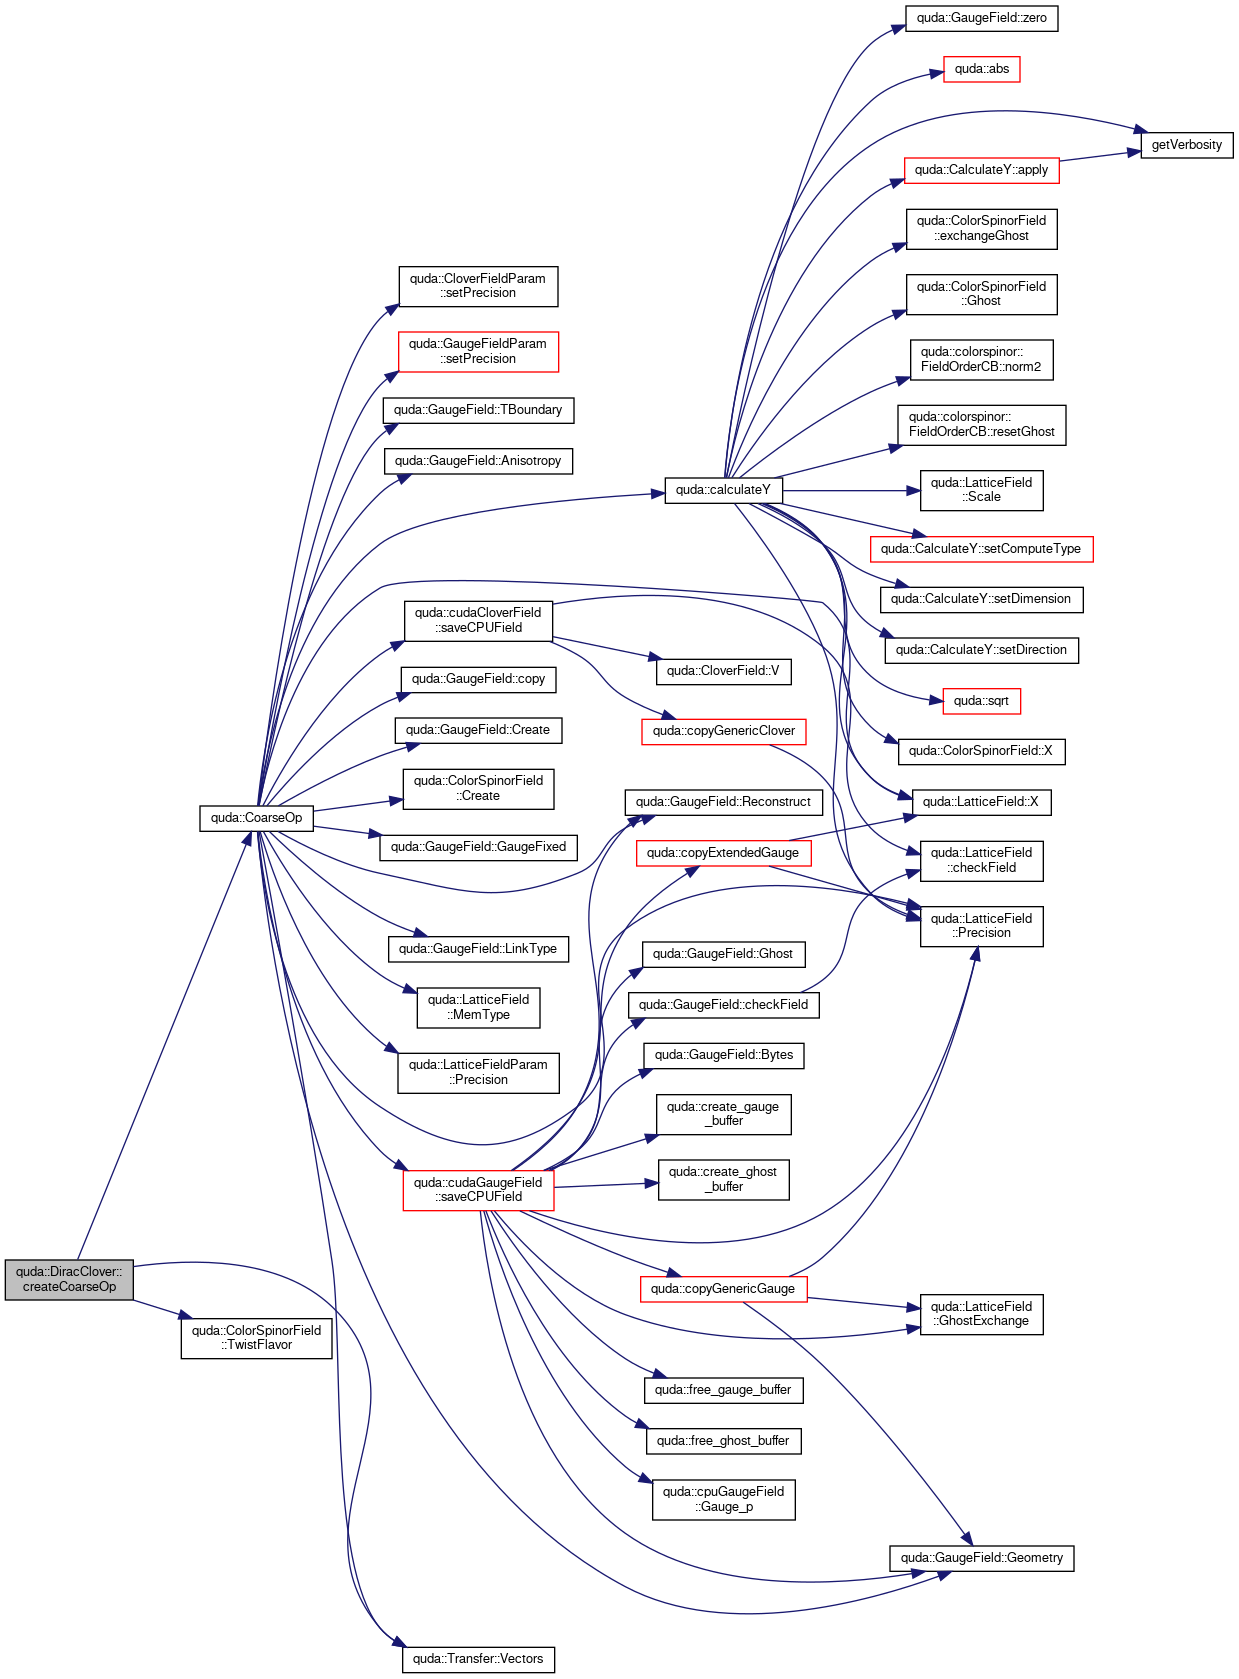 quda::GaugeField::zero
quda::abs
getVerbosity
quda::CalculateY::apply
quda::ColorSpinorField
::exchangeGhost
quda::CloverFieldParam
::setPrecision
quda::ColorSpinorField
::Ghost
quda::GaugeFieldParam
::setPrecision
quda::colorspinor::
FieldOrderCB::norm2
quda::GaugeField::TBoundary
quda::colorspinor::
FieldOrderCB::resetGhost
quda::GaugeField::Anisotropy
quda::calculateY
quda::LatticeField
::Scale
quda::CalculateY::setComputeType
quda::CalculateY::setDimension
quda::cudaCloverField
::saveCPUField
quda::CalculateY::setDirection
quda::CloverField::V
quda::GaugeField::copy
quda::sqrt
quda::GaugeField::Create
quda::copyGenericClover
quda::ColorSpinorField::X
quda::ColorSpinorField
::Create
quda::GaugeField::Reconstruct
quda::LatticeField::X
quda::CoarseOp
quda::GaugeField::GaugeFixed
quda::copyExtendedGauge
quda::LatticeField
::checkField
quda::LatticeField
::Precision
quda::GaugeField::LinkType
quda::GaugeField::Ghost
quda::LatticeField
::MemType
quda::GaugeField::checkField
quda::GaugeField::Bytes
quda::LatticeFieldParam
::Precision
quda::create_gauge
_buffer
quda::create_ghost
_buffer
quda::cudaGaugeField
::saveCPUField
quda::DiracClover::
createCoarseOp
quda::copyGenericGauge
quda::LatticeField
::GhostExchange
quda::ColorSpinorField
::TwistFlavor
quda::free_gauge_buffer
quda::free_ghost_buffer
quda::cpuGaugeField
::Gauge_p
quda::GaugeField::Geometry
quda::Transfer::Vectors